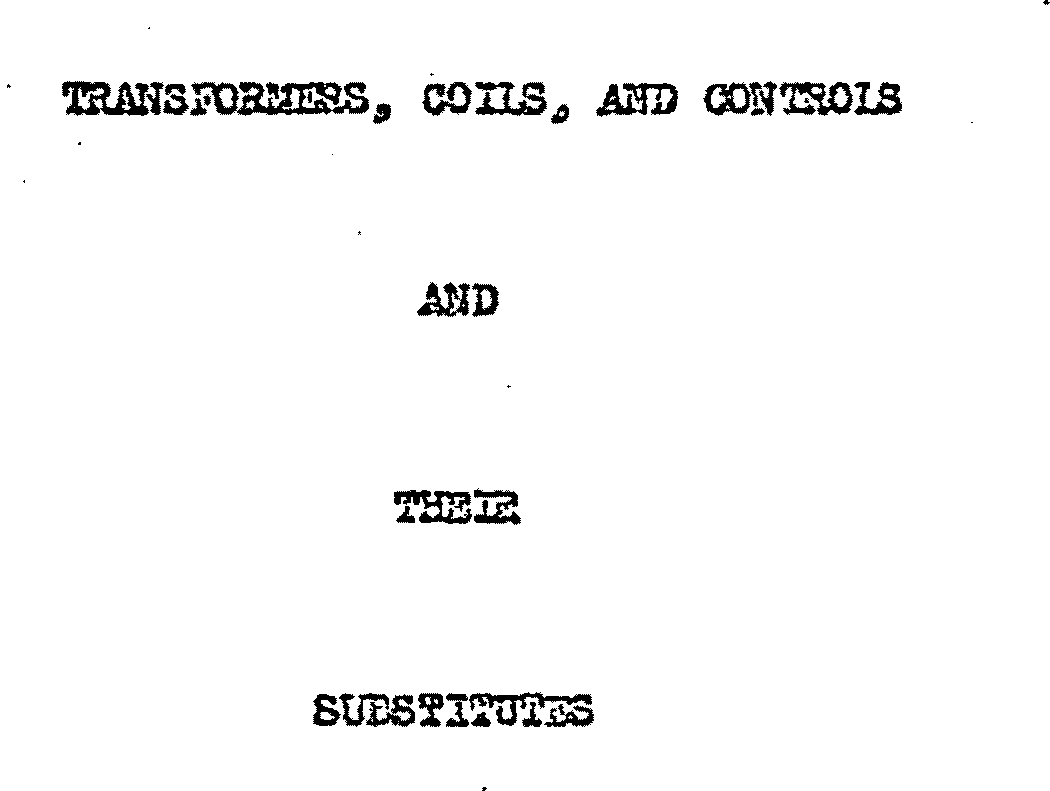 TRANSFORMERS, COILS, AND CONTROLS
AND
THEIR
SUBSTITUTES